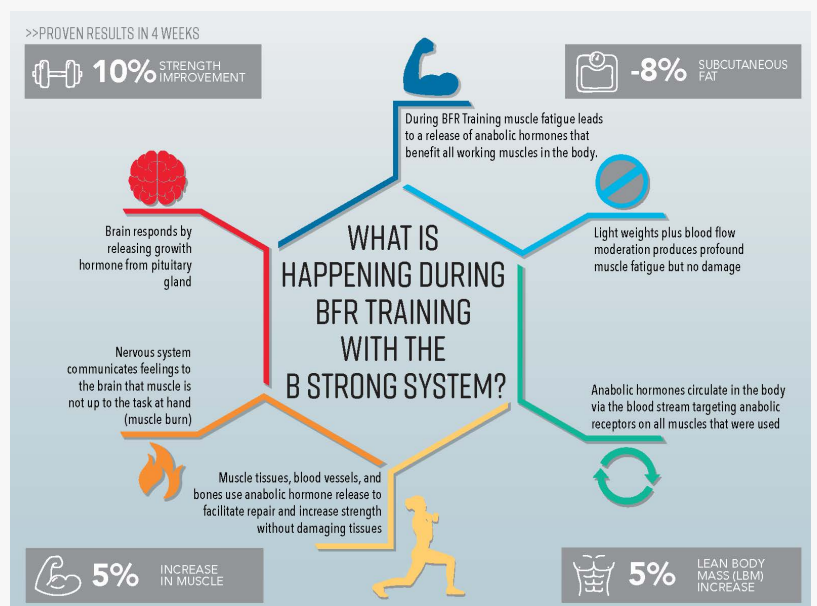 >>PROVEN RESULTS IN 4 WEEKS
10% STRENGTH
IMPROVEMENT
-8% SUBCUTANEOUS
FAT
During BFR Training muscle fatigue leads
to a release of anabolic hormones that
benefit all working muscles in the body.
Brain responds by
releasing growth
hormone from pituitary
gland
Light weights plus blood flow
moderation produces profound
muscle fatigue but no damage
WHAT IS
HAPPENING DURING
BFR TRAINING
WITH THE
B STRONG SYSTEM?
Nervous system
communicates feelings to
the brain that muscle is
not up to the task at hand
(muscle burn)
Anabolic hormones circulate in the body
via the blood stream targeting anabolic
receptors on all muscles that were used
Muscle tissues, blood vessels, and
bones use anabolic hormone release to
facilitate repair and increase strength
without damaging tissues
5% INCREASE
IN MUSCLE
5% LEAN BODY
MASS (LBM)
INCREASE